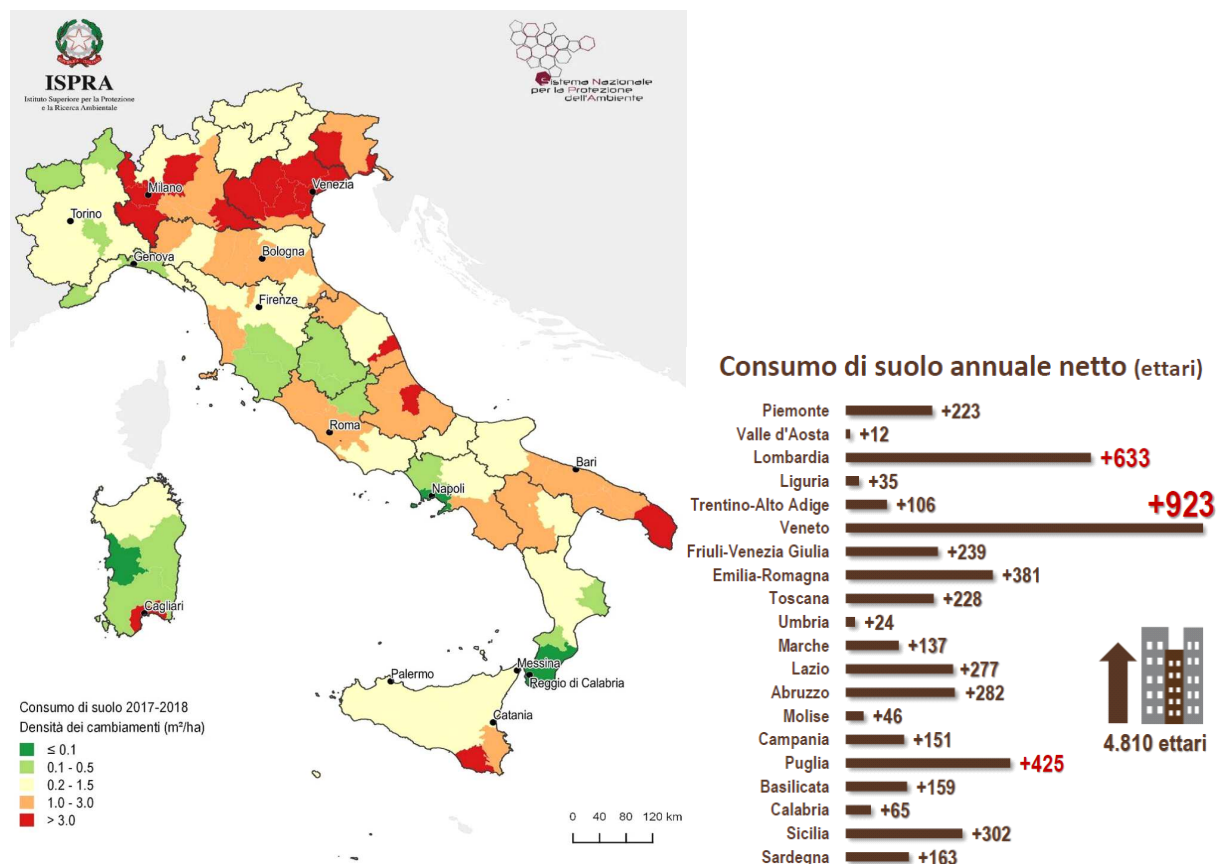 ISPRA
Istituto Superiore per la Protezione
e la Ricerca Ambientale
Sistema Nazionale
per la Protezione
dell'Ambiente
Milano
Venezia
Torino
Genova
Bologna
Firenze
Roma
Bari
Napoli
Cagliari
Messina
Palermo
Reggio di Calabria
Catania
Consumo di suolo 2017-2018
Densità dei cambiamenti (m²/ha)
≤ 0.1
0.1 - 0.5
0.2 - 1.5
1.0 - 3.0
> 3.0
0 40 80 120 km
Consumo di suolo annuale netto (ettari)
Piemonte +223
Valle d'Aosta +12
Lombardia +633
Liguria +35
Trentino-Alto Adige +106
Veneto +923
Friuli-Venezia Giulia +239
Emilia-Romagna +381
Toscana +228
Umbria +24
Marche +137
Lazio +277
Abruzzo +282
Molise +46
Campania +151
Puglia +425
Basilicata +159
Calabria +65
Sicilia +302
Sardegna +163
4.810 ettari